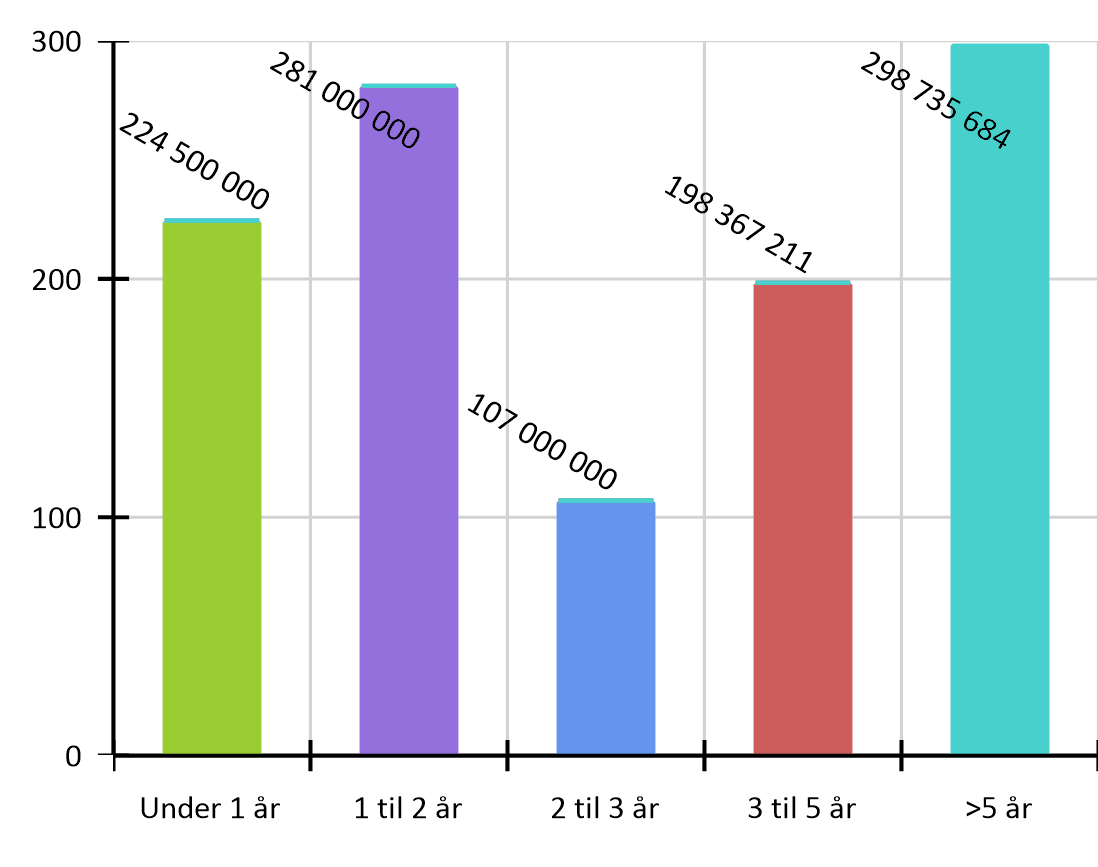 300
200
100
0
224 500 000
281 000 000
107 000 000
198 367 211
298 735 684
Under 1 år
1 til 2 år
2 til 3 år
3 til 5 år
>5 år